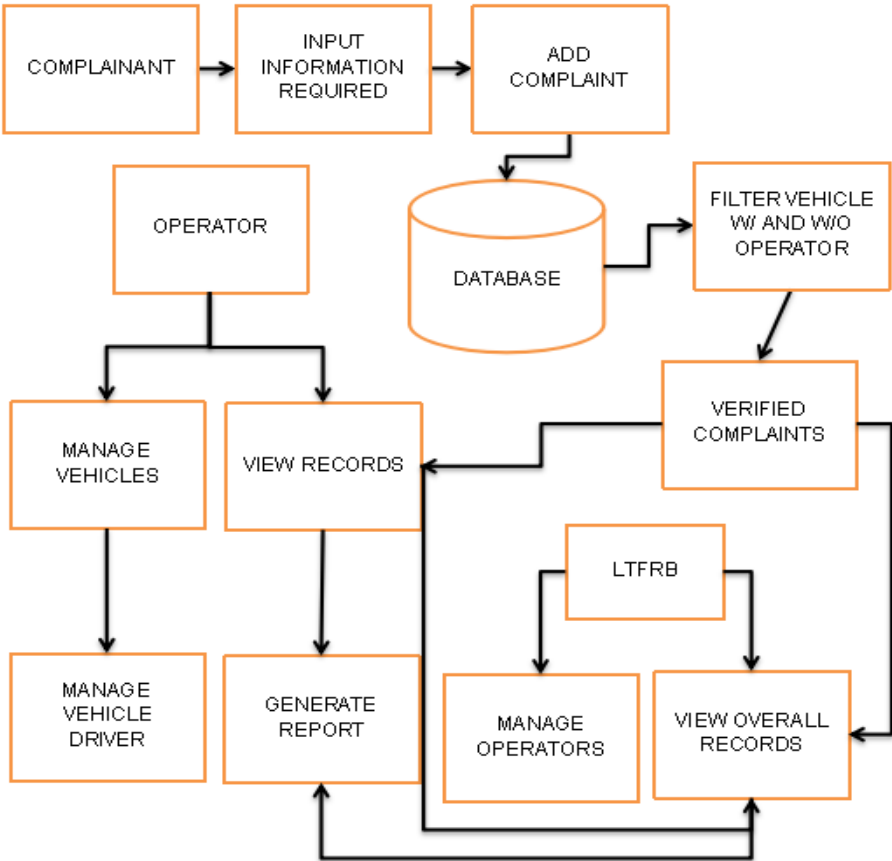 COMPLAINANT
INPUT
INFORMATION
REQUIRED
ADD
COMPLAINT
OPERATOR
DATABASE
FILTER VEHICLE
W/ AND W/O
OPERATOR
MANAGE
VEHICLES
VIEW RECORDS
VERIFIED
COMPLAINTS
LTFRB
MANAGE
VEHICLE
DRIVER
GENERATE
REPORT
MANAGE
OPERATORS
VIEW OVERALL
RECORDS